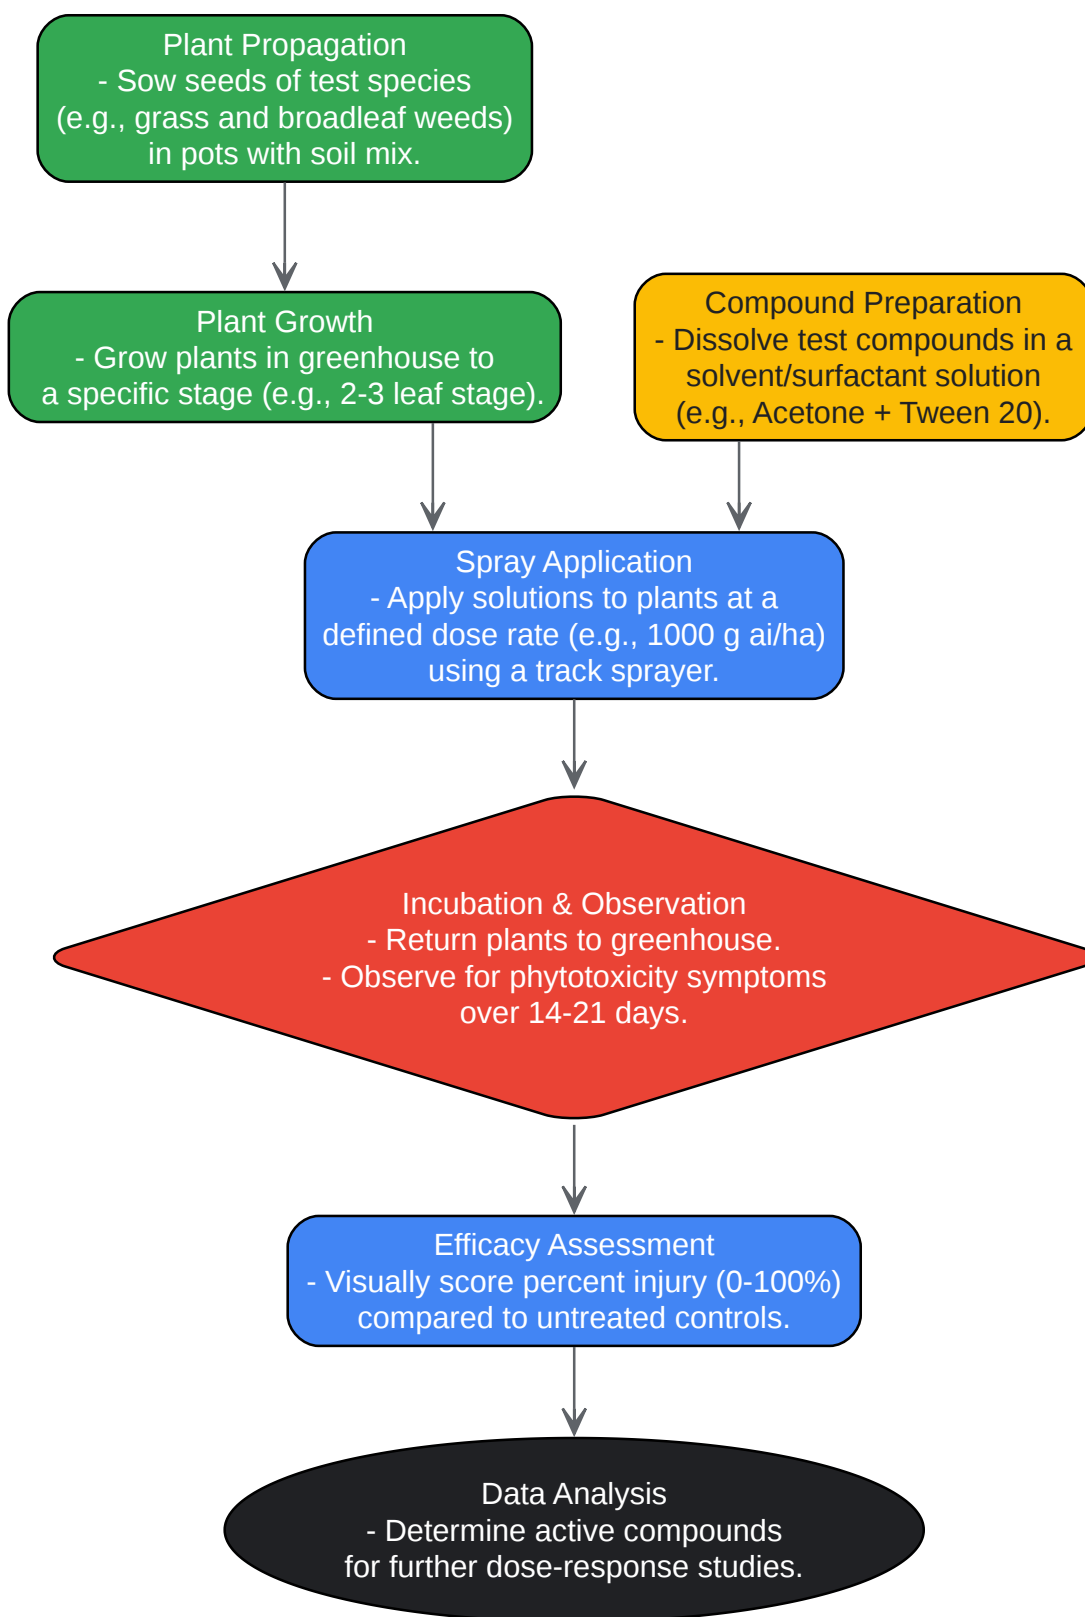 Plant Propagation
- Sow seeds of test species
(e.g., grass and broadleaf weeds)
in pots with soil mix.
Plant Growth
- Grow plants in greenhouse to
a specific stage (e.g., 2-3 leaf stage).
Compound Preparation
- Dissolve test compounds in a
solvent/surfactant solution
(e.g., Acetone + Tween 20).
Spray Application
- Apply solutions to plants at a
defined dose rate (e.g., 1000 g ai/ha)
using a track sprayer.
Incubation & Observation
- Return plants to greenhouse.
- Observe for phytotoxicity symptoms
over 14-21 days.
Efficacy Assessment
- Visually score percent injury (0-100%)
compared to untreated controls.
Data Analysis
- Determine active compounds
for further dose-response studies.